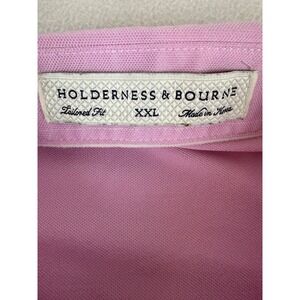 HOLDERNESS & BOURNE
Tailored Fit XXL Made in Korea